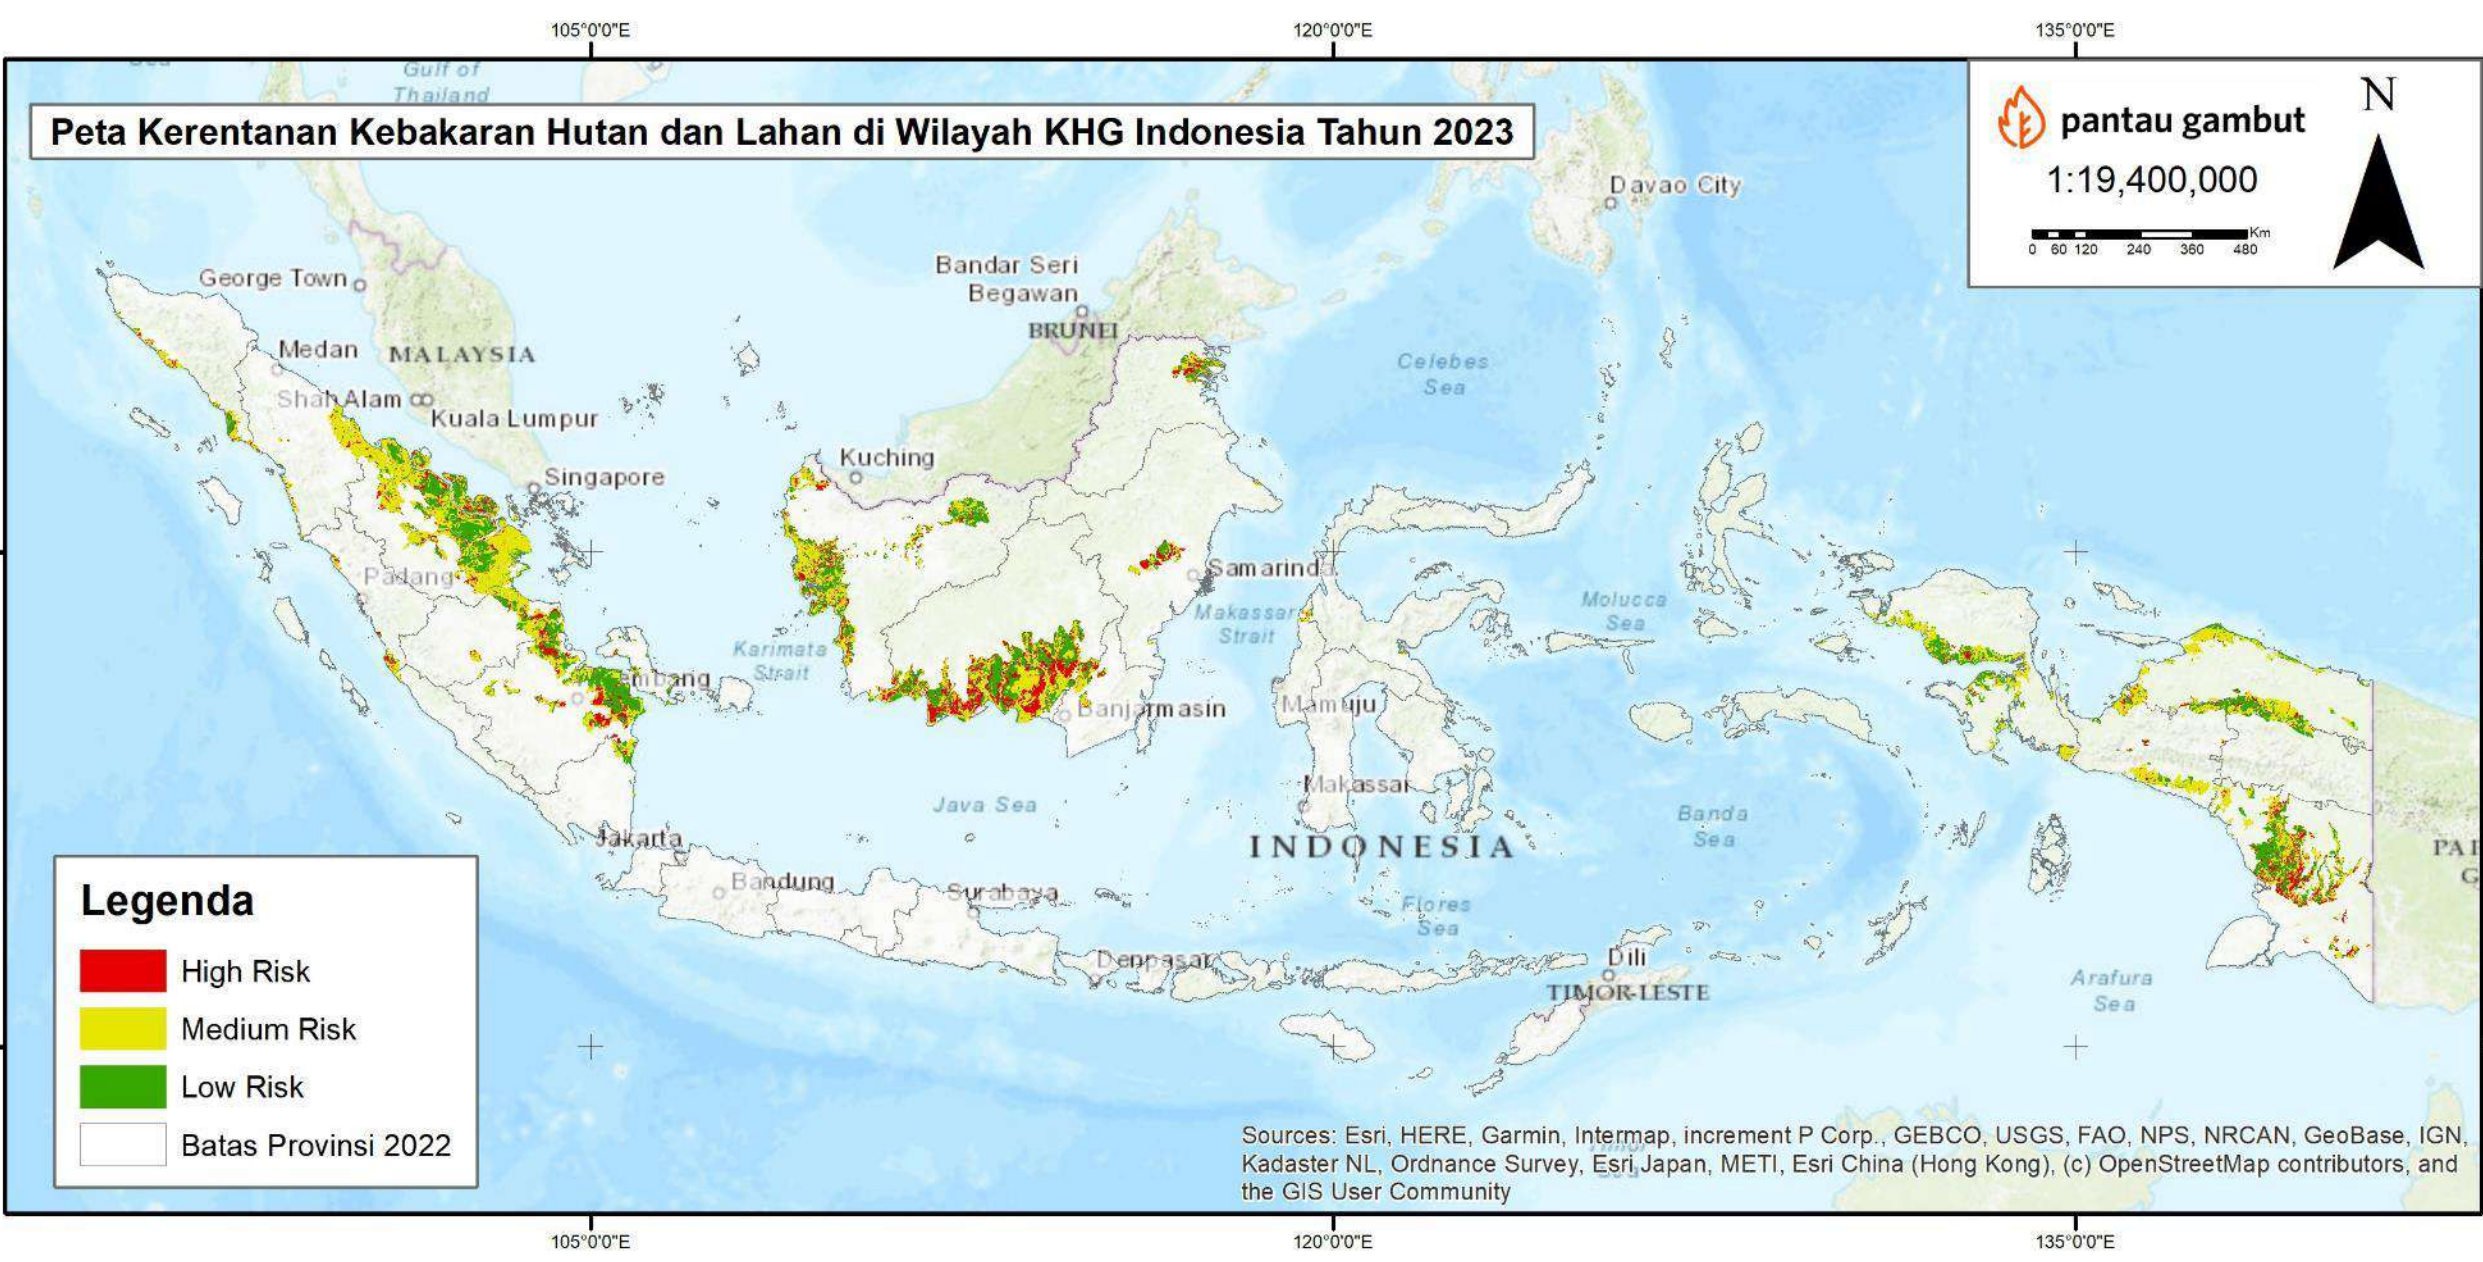 105°0'0"E
120°0'0"E
135°0'0"E
Gulf of
Thailand
Peta Kerentanan Kebakaran Hutan dan Lahan di Wilayah KHG Indonesia Tahun 2023
pantau gambut
N
1:19,400,000
Km
0 60 120 240 360 480
Davao City
George Town
Bandar Seri
Begawan
BRUNEI
Medan
MALAYSIA
Celebes
Sea
Shah Alam
Kuala Lumpur
Kuching
Singapore
Padang
Samarinda
Makassar
Strait
Molucca
Sea
Karimata
Strait
embang
Banjarmasin
Mamuju
Makassar
Java Sea
Banda
Sea
Jakarta
INDONESIA
Bandung
Surabaya
Flores
Sea
Denpasar
Dili
TIMOR-LESTE
Arafura
Sea
Legenda
High Risk
Medium Risk
Low Risk
Batas Provinsi 2022
Sources: Esri, HERE, Garmin, Intermap, increment P Corp., GEBCO, USGS, FAO, NPS, NRCAN, GeoBase, IGN,
Kadaster NL, Ordnance Survey, Esri Japan, METI, Esri China (Hong Kong), (c) OpenStreetMap contributors, and
the GIS User Community
105°0'0"E
120°0'0"E
135°0'0"E